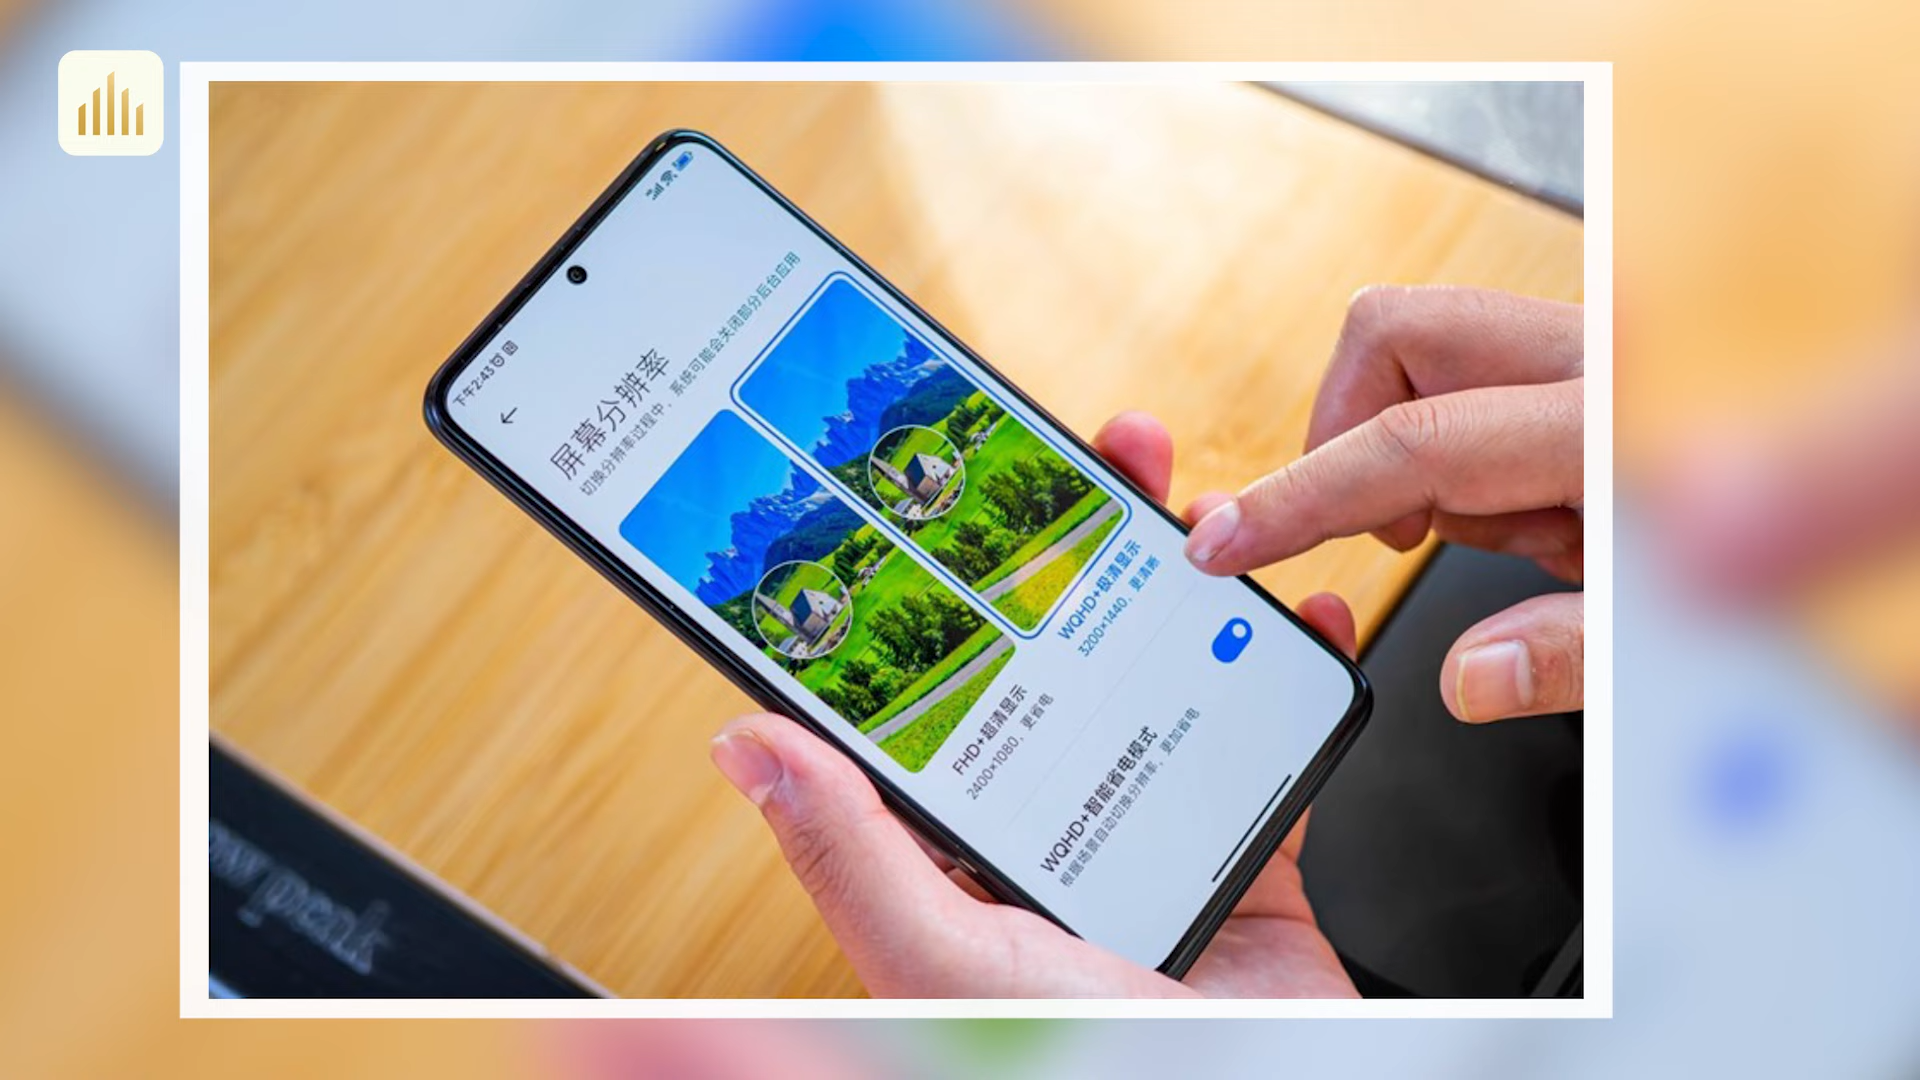 下午2:43
屏幕分辨率
切换分辨率过程中，系统可能会关闭部分后台应用
FHD+超清显示
2400×1080，更省电
WQHD+极清显示
3200×1440，更清晰
WQHD+智能省电模式
根据场景自动切换分辨率，更加省电